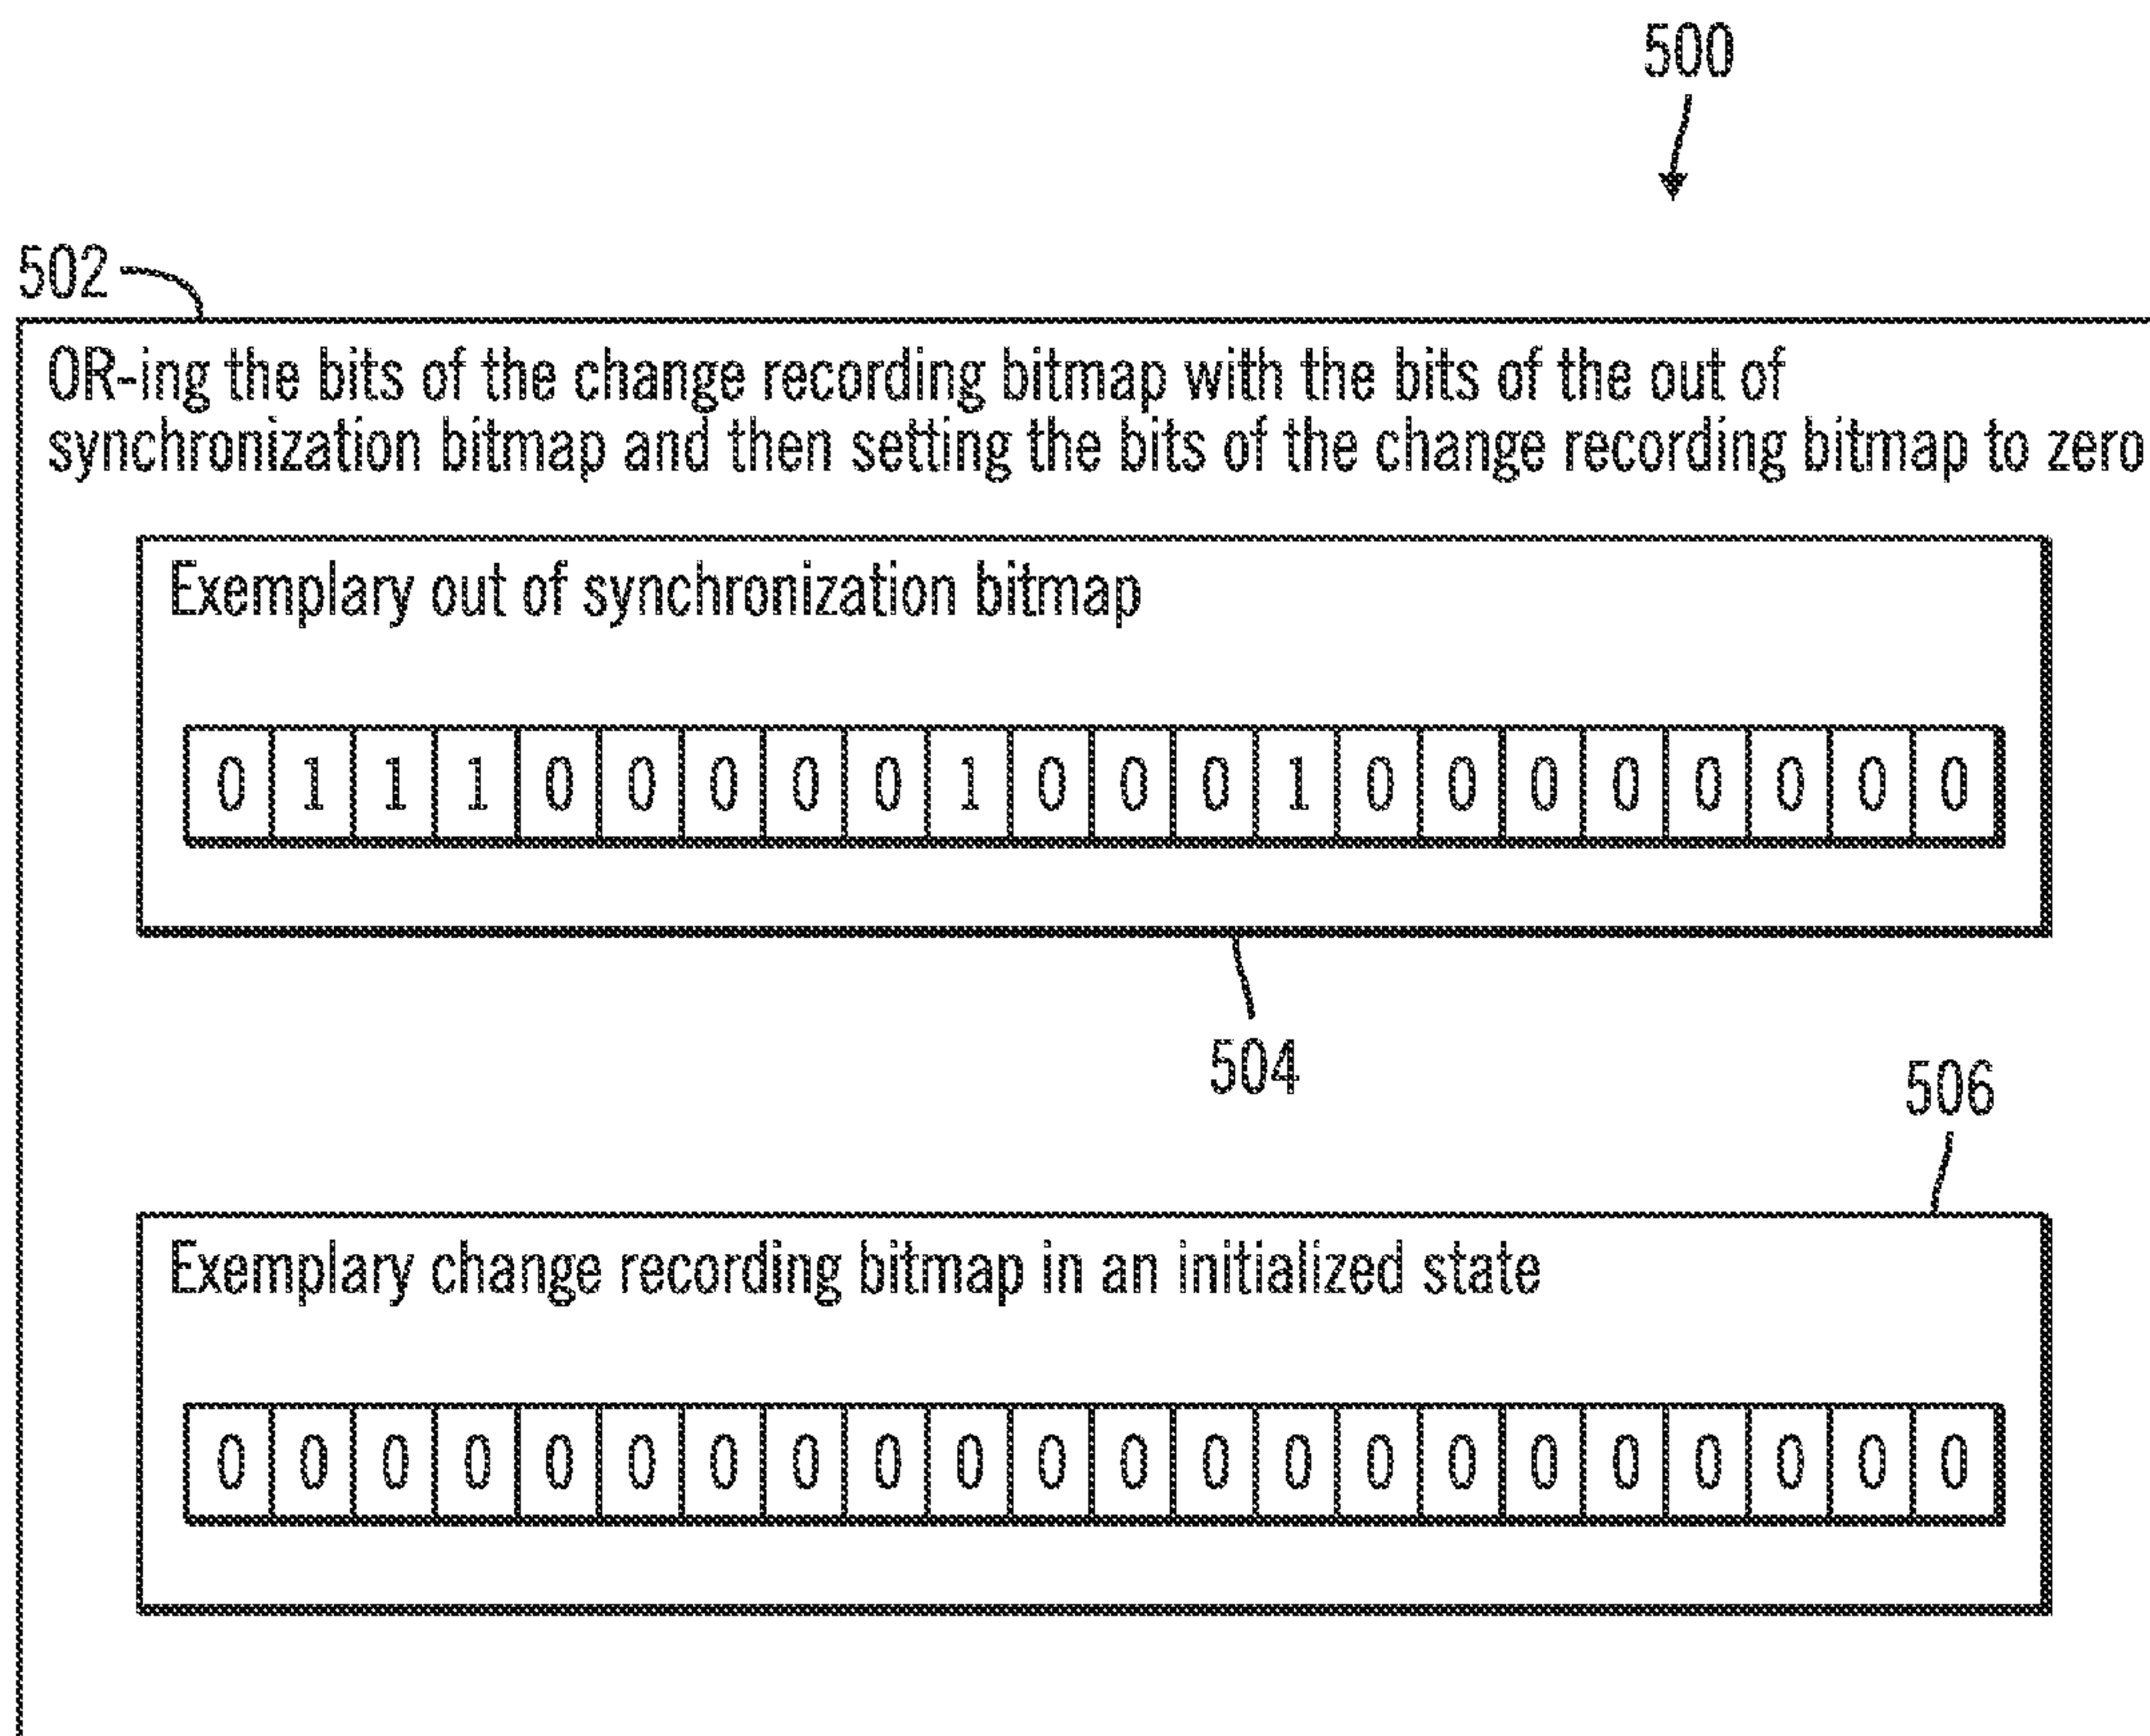 500
502
OR-ing the bits of the change recording bitmap with the bits of the out of
synchronization bitmap and then setting the bits of the change recording bitmap to zero
Exemplary out of synchronization bitmap
0 1 1 1 0 0 0 0 0 1 0 0 0 1 0 0 0 0 0 0 0 0
504
506
Exemplary change recording bitmap in an initialized state
0 0 0 0 0 0 0 0 0 0 0 0 0 0 0 0 0 0 0 0 0 0